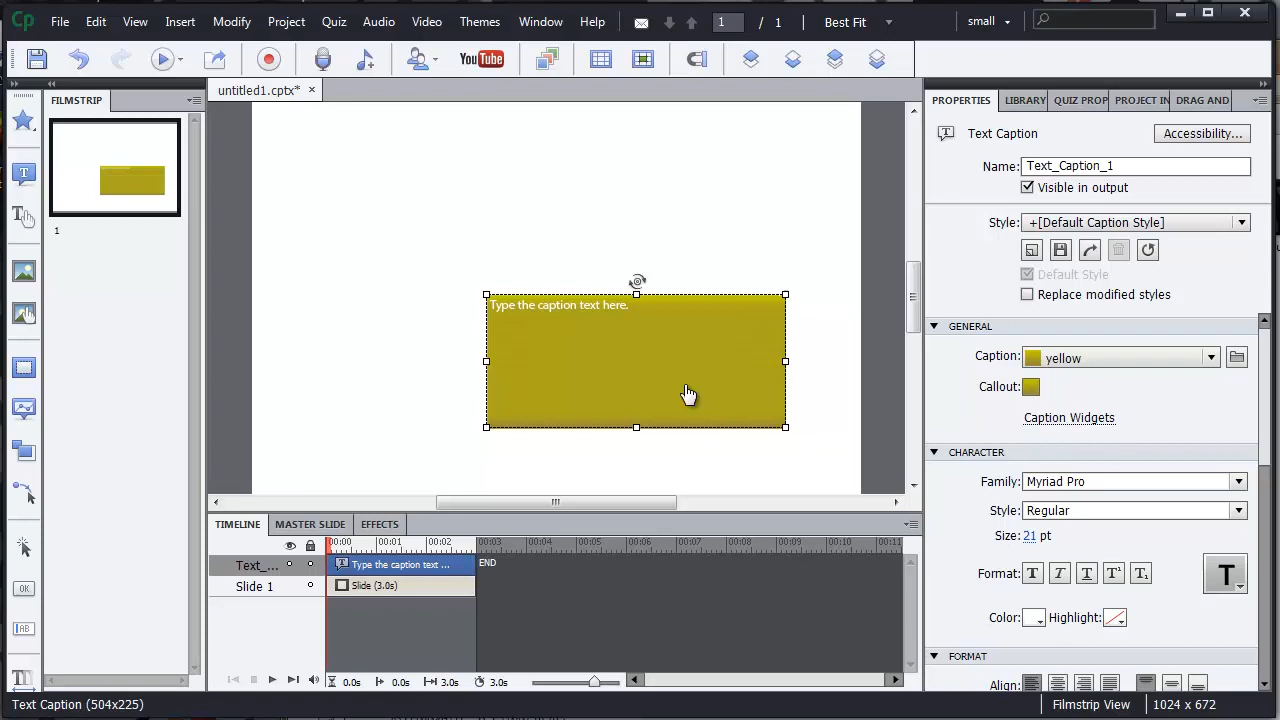 Cp File Edit View Insert Modify Project Quiz Audio Video Themes Window Help 1 / 1 Best Fit small
YouTube
FILMSTRIP
untitled1.cptx* ×
PROPERTIES LIBRARY QUIZ PROP PROJECT IN DRAG AND
Text Caption Accessibility...
Name: Text_Caption_1
Visible in output
Style: +[Default Caption Style]
Default Style
Replace modified styles
1
Type the caption text here.
GENERAL
Caption: yellow
Callout:
Caption Widgets
CHARACTER
Family: Myriad Pro
Style: Regular
Size: 21 pt
Format: T T T T¹ T₁ T
Color: Highlight:
FORMAT
Align:
TIMELINE MASTER SLIDE EFFECTS
00:00 00:01 00:02 00:03 00:04 00:05 00:06 00:07 00:08 00:09 00:10 00:11
Text_... Type the caption text ... END
Slide 1 Slide (3.0s)
OK
AB
0.0s 0.0s 3.0s 3.0s
Text Caption (504x225) Filmstrip View 1024 x 672